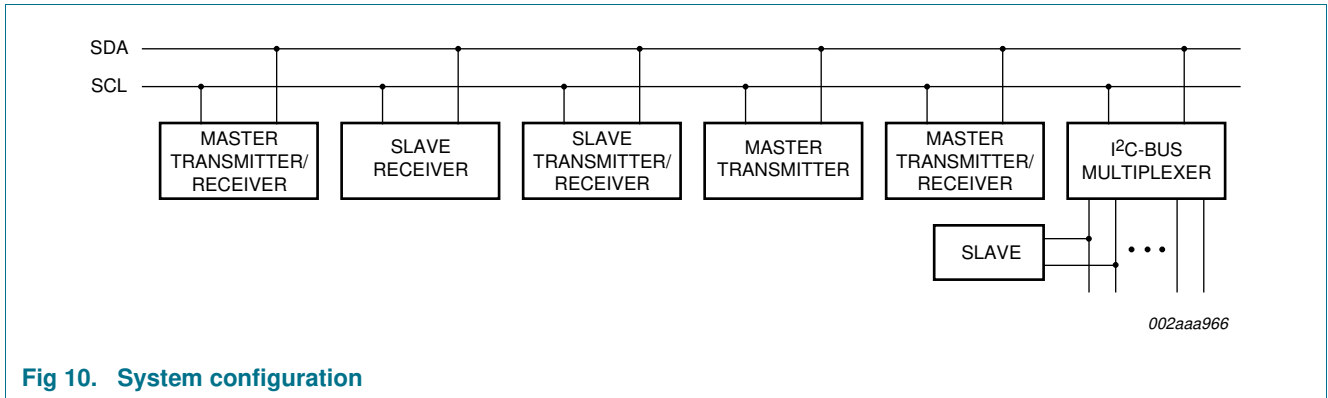 SDA
SCL
MASTER
TRANSMITTER/
RECEIVER
SLAVE
RECEIVER
SLAVE
TRANSMITTER/
RECEIVER
MASTER
TRANSMITTER
MASTER
TRANSMITTER/
RECEIVER
I²C-BUS
MULTIPLEXER
SLAVE
002aaa966
Fig 10. System configuration